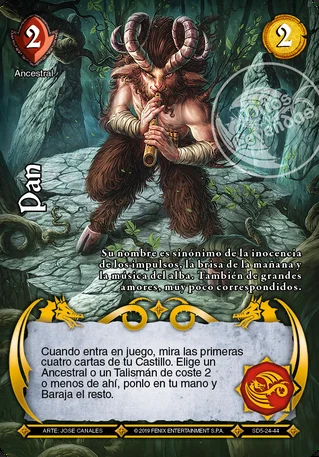 2
2
Ancestral
Mitos y Leyendas
Pan
Su nombre es sinónimo de la inocencia
de los impulsos, la brisa de la mañana y
la música del alba. También de grandes
amores, muy poco correspondidos.
Cuando entra en juego, mira las primeras
cuatro cartas de tu Castillo. Elige un
Ancestral o un Talismán de coste 2
o menos de ahí, ponlo en tu mano y
Baraja el resto.
ARTE: JOSE CANALES
© 2019 FENIX ENTERTAINMENT S.P.A.
SD5-24-44